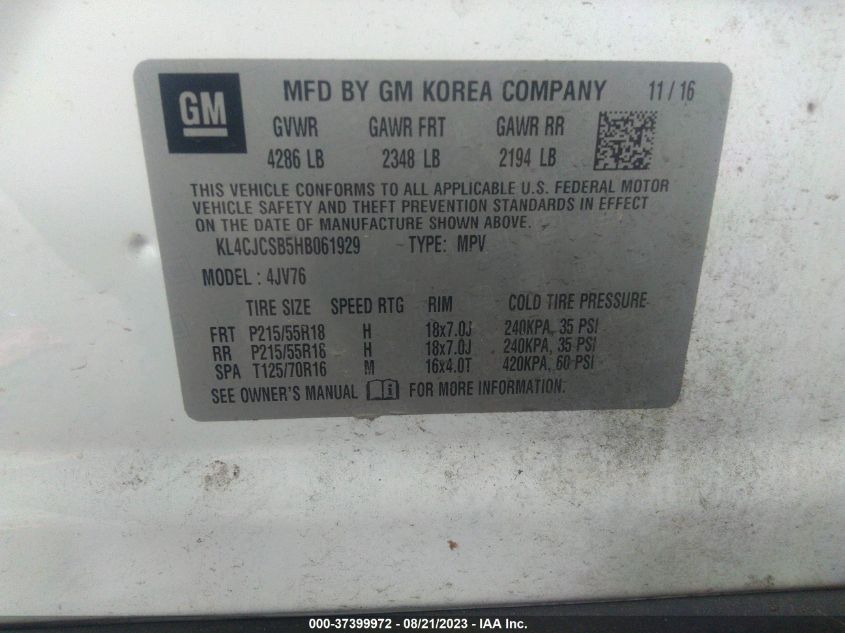 GM
MFD BY GM KOREA COMPANY 11/16
GVWR GAWR FRT GAWR RR
4286 LB 2348 LB 2194 LB
THIS VEHICLE CONFORMS TO ALL APPLICABLE U.S. FEDERAL MOTOR
VEHICLE SAFETY AND THEFT PREVENTION STANDARDS IN EFFECT
ON THE DATE OF MANUFACTURE SHOWN ABOVE.
KL4CJCSB5HB061929 TYPE: MPV
MODEL : 4JV76
TIRE SIZE SPEED RTG RIM COLD TIRE PRESSURE
FRT P215/55R18 H 18x7.0J 240KPA, 35 PSI
RR P215/55R18 H 18x7.0J 240KPA, 35 PSI
SPA T125/70R16 M 16x4.0T 420KPA, 60 PSI
SEE OWNER'S MANUAL i FOR MORE INFORMATION.
000-37399972 - 08/21/2023 - IAA Inc.